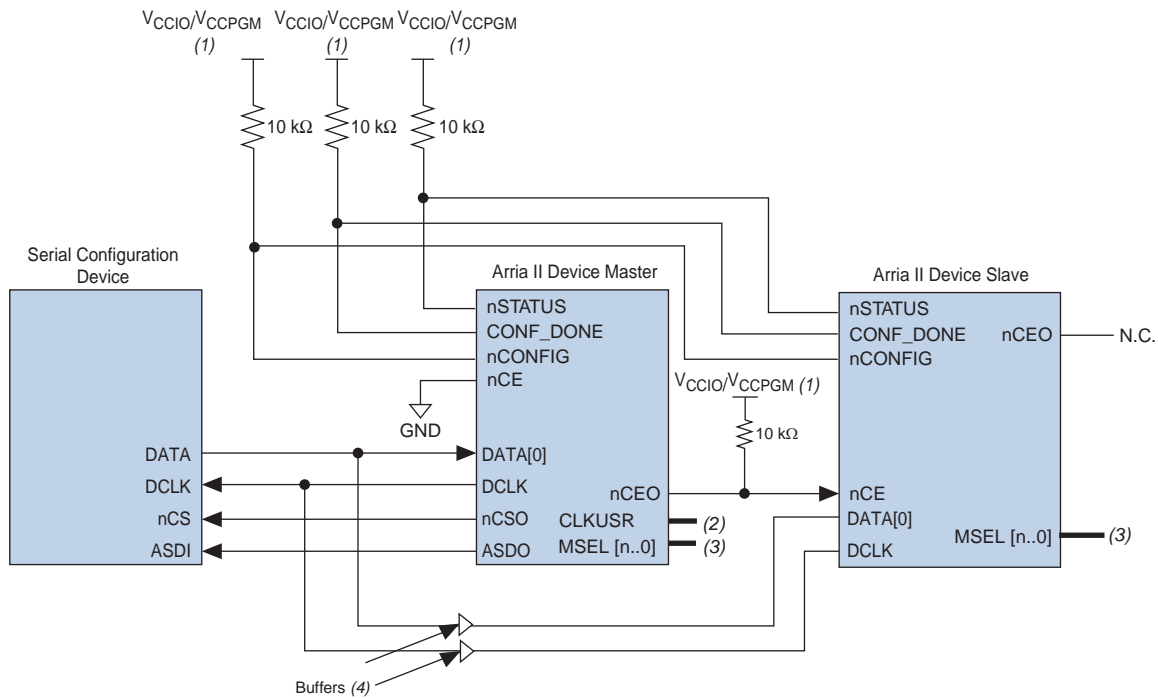 VCCIO/VCCPGM VCCIO/VCCPGM VCCIO/VCCPGM
(1) (1) (1)
10 kΩ 10 kΩ 10 kΩ
Serial Configuration
Device
DATA
DCLK
nCS
ASDI
Arria II Device Master
nSTATUS
CONF_DONE
nCONFIG
nCE
GND
DATA[0]
DCLK
nCSO
ASDO
nCEO
CLKUSR (2)
MSEL [n..0] (3)
VCCIO/VCCPGM (1)
10 kΩ
Arria II Device Slave
nSTATUS
CONF_DONE
nCONFIG
nCEO N.C.
nCE
DATA[0]
DCLK
MSEL [n..0] (3)
Buffers (4)